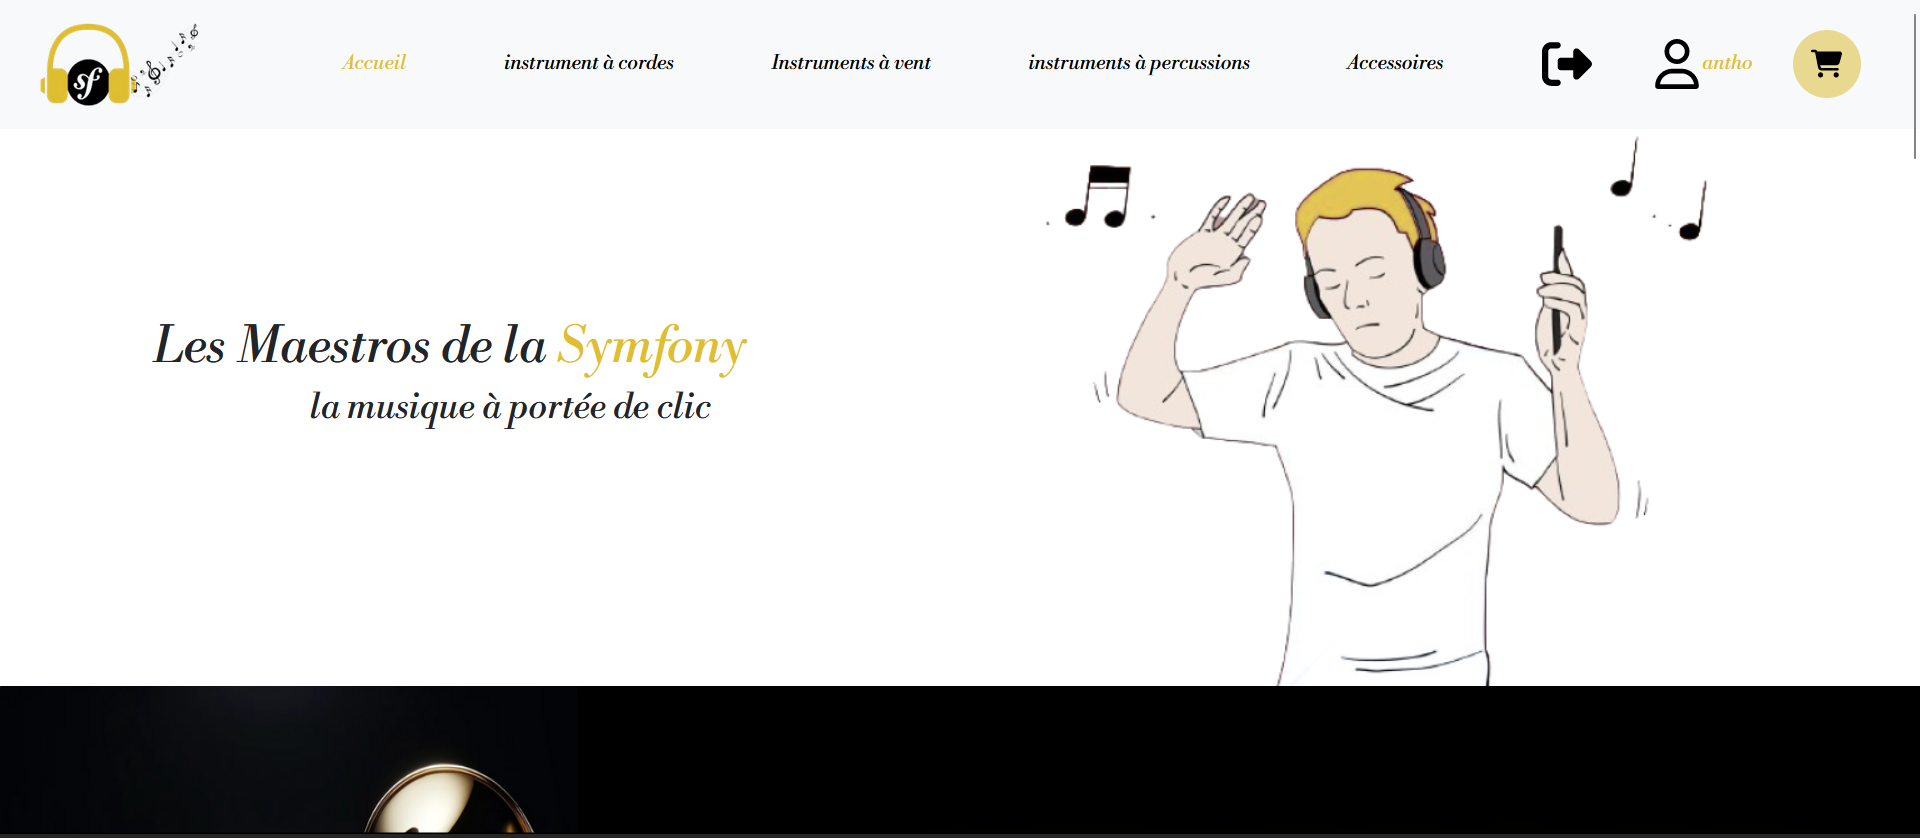 sf
Accueil
instrument à cordes
Instruments à vent
instruments à percussions
Accessoires
antho
Les Maestros de la Symfony
la musique à portée de clic